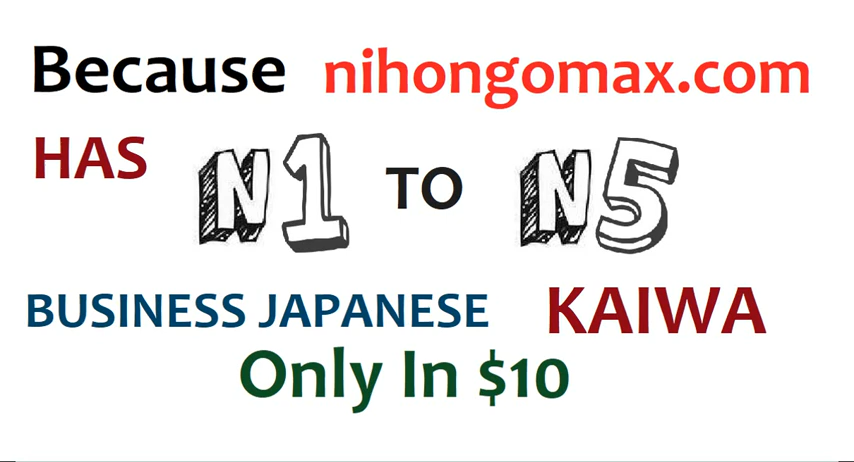 Because nihongomax.com
HAS N1 TO N5
BUSINESS JAPANESE KAIWA
Only In $10